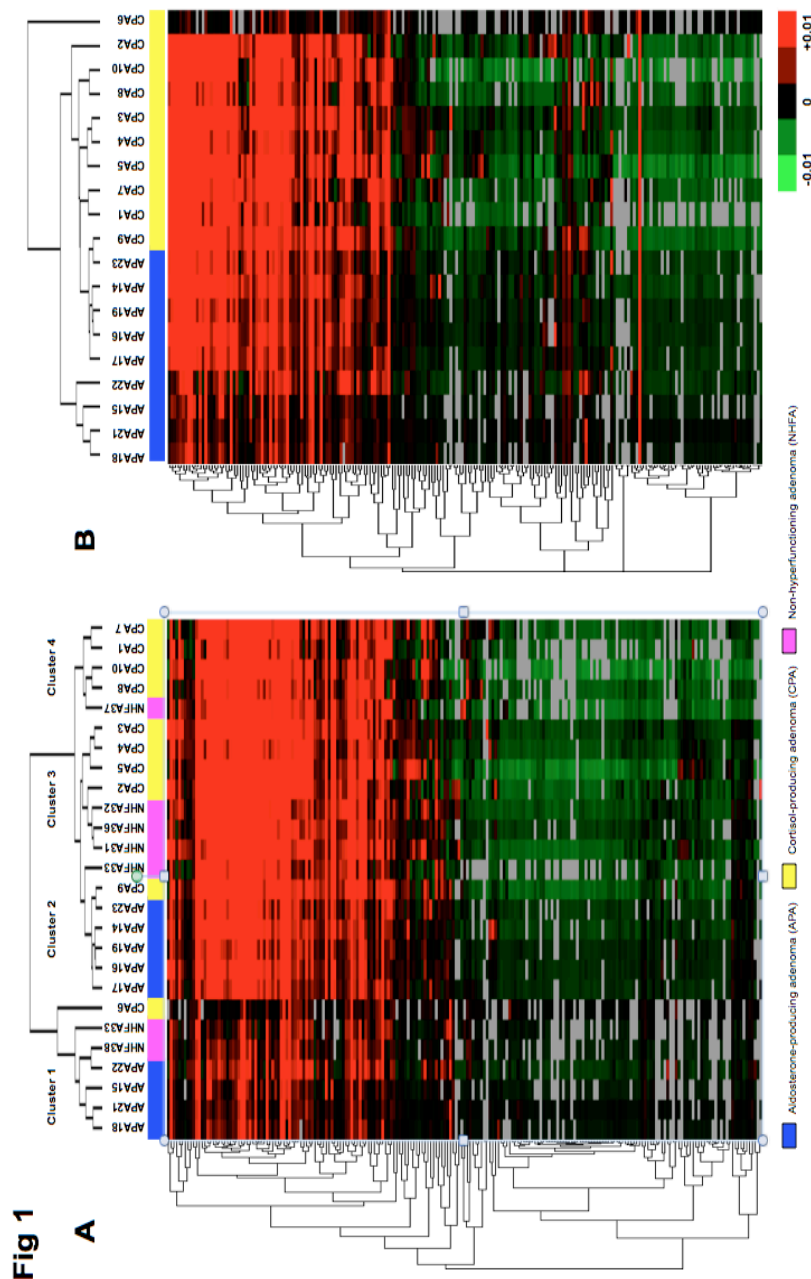 Fig 1
A
Cluster 1
Cluster 2
Cluster 3
Cluster 4
APA18
APA21
APA15
APA22
NHFA38
NHFA33
CPA6
APA17
APA16
APA19
APA14
APA23
CPA9
NHFA33
NHFA31
NHFA36
NHFA32
CPA2
CPA5
CPA4
CPA3
NHFA37
CPA8
CPA10
CPA1
CPA7
B
APA18
APA21
APA15
APA22
APA17
APA16
APA19
APA14
APA23
CPA9
CPA1
CPA7
CPA5
CPA4
CPA3
CPA8
CPA10
CPA2
CPA6
Aldosterone-producing adenoma (APA)
Cortisol-producing adenoma (CPA)
Non-hyperfunctioning adenoma (NHFA)
-0.01 0 +0.01